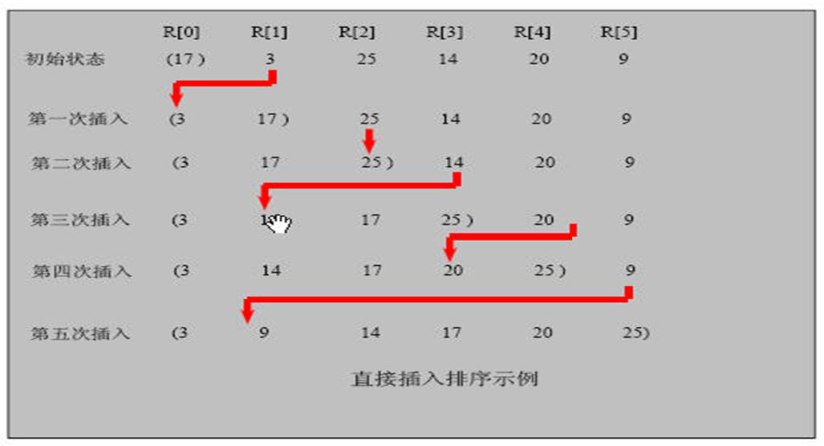 R[0] R[1] R[2] R[3] R[4] R[5]
初始状态 (17) 3 25 14 20 9
第一次插入 (3 17) 25 14 20 9
第二次插入 (3 17 25) 14 20 9
第三次插入 (3 17 25) 20 9
第四次插入 (3 14 17 20 25) 9
第五次插入 (3 9 14 17 20 25)
直接插入排序示例